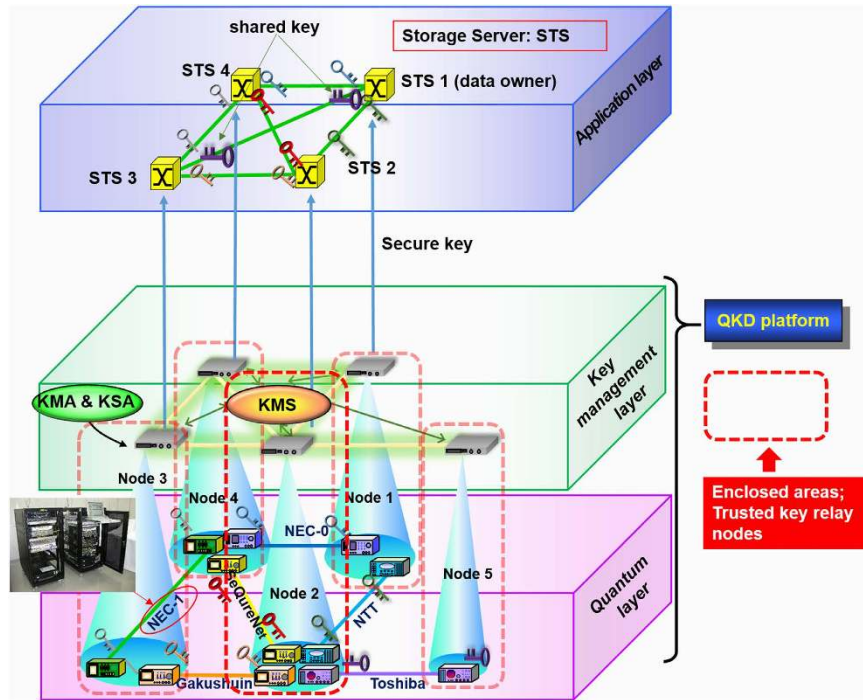 shared key
Storage Server: STS
STS 4
STS 1 (data owner)
Application layer
STS 3
STS 2
Secure key
QKD platform
Key
management
layer
KMA & KSA
KMS
Node 3
Node 4
Node 1
Node 5
Node 2
Enclosed areas;
Trusted key relay
nodes
NEC-0
SeQureNet
NEC-1
NTT
Quantum
layer
Gakushuin
Toshiba